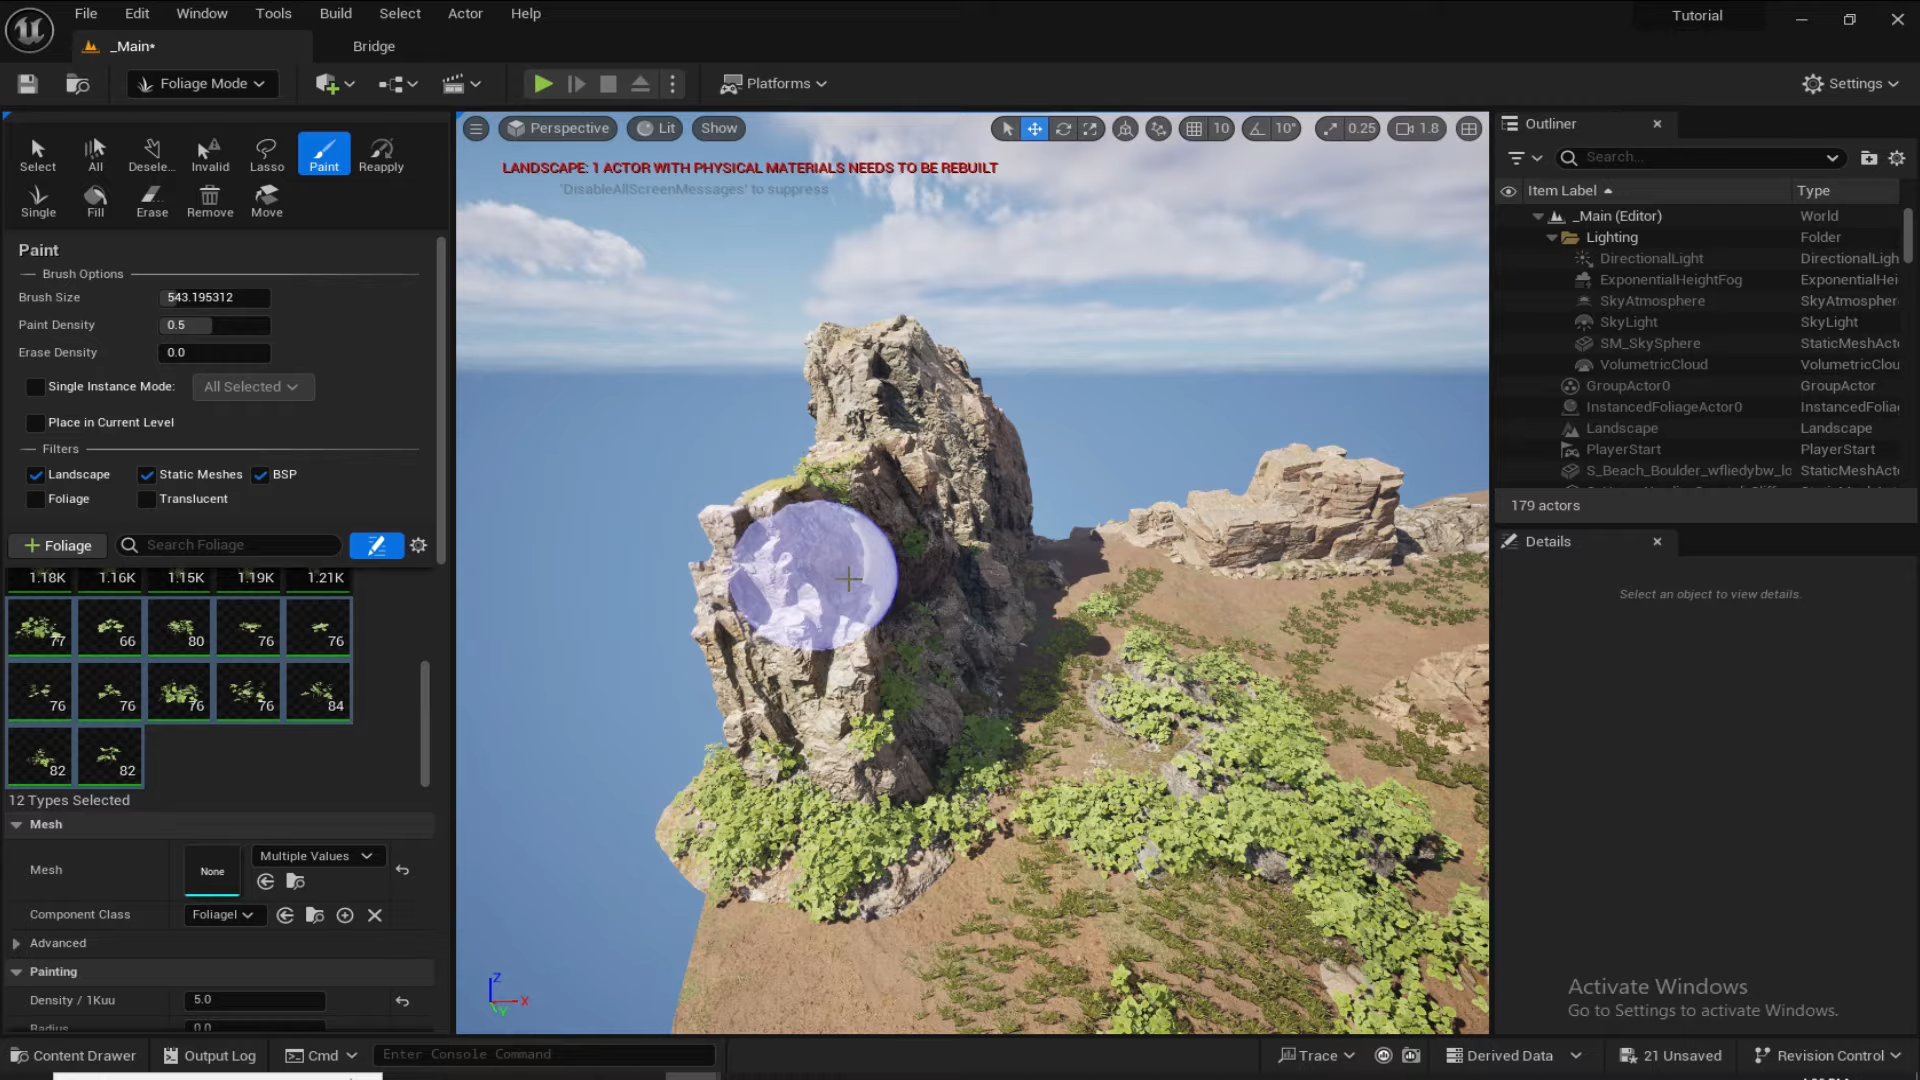 File Edit Window Tools Build Select Actor Help
Tutorial
_Main*
Bridge
Foliage Mode
Platforms
Settings
Select All Desele... Invalid Lasso Paint Reapply
Single Fill Erase Remove Move
Paint
Brush Options
Brush Size 543.195312
Paint Density 0.5
Erase Density 0.0
Single Instance Mode: All Selected
Place in Current Level
Filters
Landscape Static Meshes BSP
Foliage Translucent
+ Foliage
Search Foliage
1.18K 1.16K 1.15K 1.19K 1.21K
77 66 80 76 76
76 76 76 76 84
82 82
12 Types Selected
Mesh
Mesh None Multiple Values
Component Class Foliagel
Advanced
Painting
Density / 1Kuu 5.0
Radius 0.0
Perspective Lit Show
10 10° 0.25 1.8
LANDSCAPE: 1 ACTOR WITH PHYSICAL MATERIALS NEEDS TO BE REBUILT
'DisableAllScreenMessages' to suppress
Z
X
Y
Outliner
Search...
Item Label Type
_Main (Editor) World
Lighting Folder
DirectionalLight DirectionalLigh
ExponentialHeightFog ExponentialHei
SkyAtmosphere SkyAtmospher
SkyLight SkyLight
SM_SkySphere StaticMeshActo
VolumetricCloud VolumetricClou
GroupActor0 GroupActor
InstancedFoliageActor0 InstancedFolia
Landscape Landscape
PlayerStart PlayerStart
S_Beach_Boulder_wfliedybw_lo StaticMeshActo
179 actors
Details
Select an object to view details.
Activate Windows
Go to Settings to activate Windows.
Content Drawer Output Log Cmd Enter Console Command Trace Derived Data 21 Unsaved Revision Control